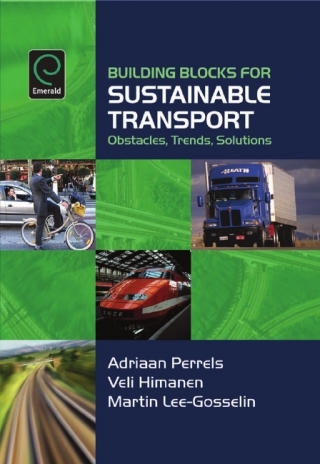 Emerald
BUILDING BLOCKS FOR
SUSTAINABLE
TRANSPORT
Obstacles, Trends, Solutions
Adriaan Perrels
Veli Himanen
Martin Lee-Gosselin